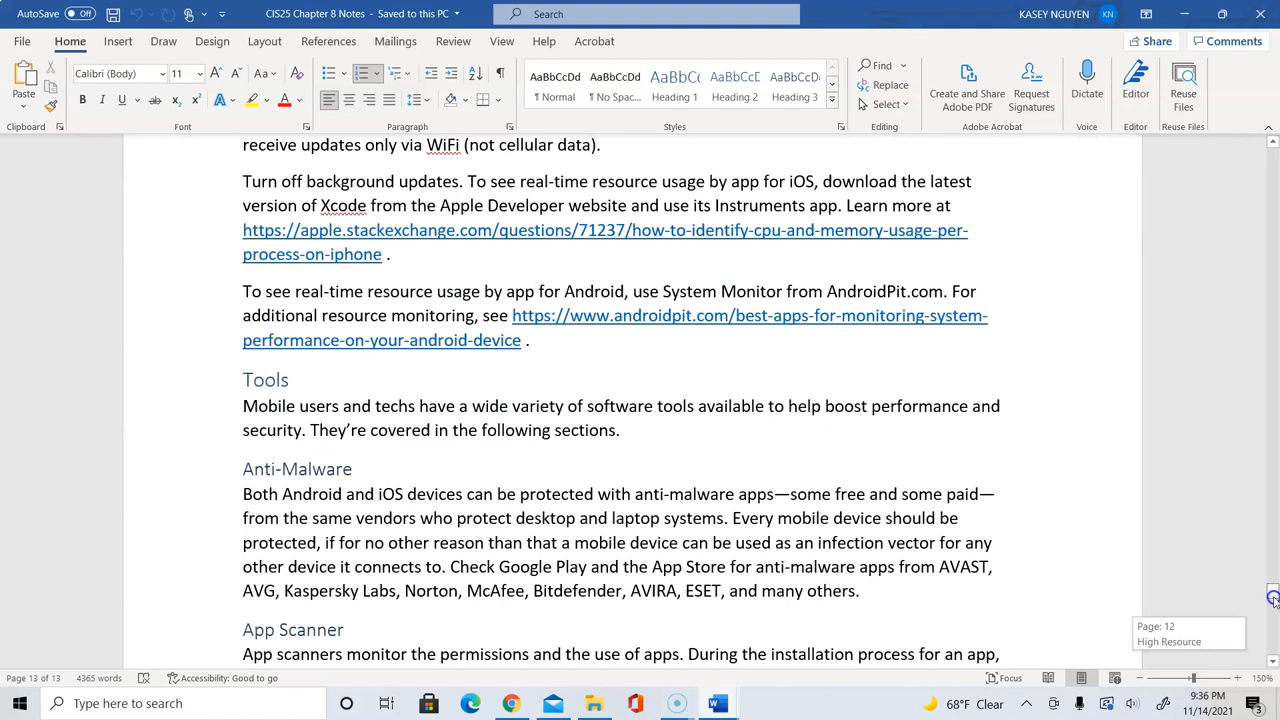 AutoSave Off CIS25 Chapter 8 Notes - Saved to this PC Search KASEY NGUYEN KN
File Home Insert Draw Design Layout References Mailings Review View Help Acrobat Share Comments
Paste Calibri (Body) 11 A A Aa A
B I U ab x₂ x² A A
AaBbCcDd AaBbCcDd AaBbCc AaBbCcD AaBbCcD
¶ Normal ¶ No Spac... Heading 1 Heading 2 Heading 3
Find
Replace
Select
Create and Share Adobe PDF
Request Signatures
Dictate
Editor
Reuse Files
Clipboard Font Paragraph Styles Editing Adobe Acrobat Voice Editor Reuse Files
receive updates only via WiFi (not cellular data).
Turn off background updates. To see real-time resource usage by app for iOS, download the latest
version of Xcode from the Apple Developer website and use its Instruments app. Learn more at
https://apple.stackexchange.com/questions/71237/how-to-identify-cpu-and-memory-usage-per-
process-on-iphone .
To see real-time resource usage by app for Android, use System Monitor from AndroidPit.com. For
additional resource monitoring, see https://www.androidpit.com/best-apps-for-monitoring-system-
performance-on-your-android-device .
Tools
Mobile users and techs have a wide variety of software tools available to help boost performance and
security. They’re covered in the following sections.
Anti-Malware
Both Android and iOS devices can be protected with anti-malware apps—some free and some paid—
from the same vendors who protect desktop and laptop systems. Every mobile device should be
protected, if for no other reason than that a mobile device can be used as an infection vector for any
other device it connects to. Check Google Play and the App Store for anti-malware apps from AVAST,
AVG, Kaspersky Labs, Norton, McAfee, Bitdefender, AVIRA, ESET, and many others.
App Scanner
App scanners monitor the permissions and the use of apps. During the installation process for an app,
Page: 12
High Resource
Page 13 of 13 4365 words Accessibility: Good to go Focus 150%
Type here to search 68°F Clear 9:36 PM
11/14/2021 3